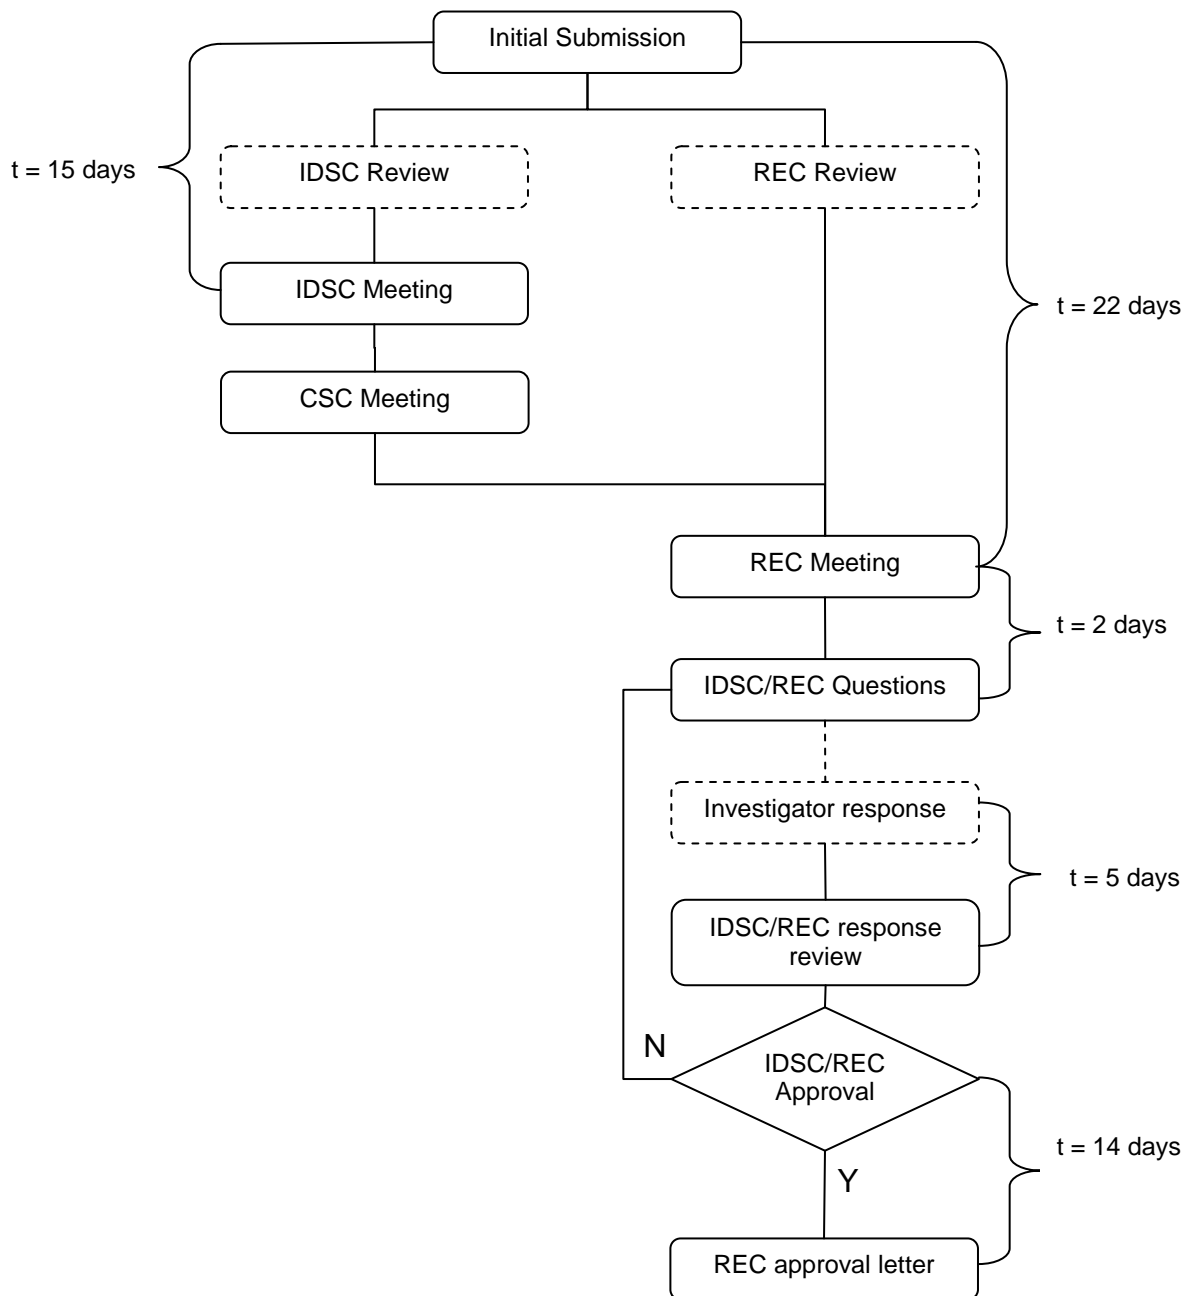 Initial Submission
t = 15 days
IDSC Review
REC Review
IDSC Meeting
t = 22 days
CSC Meeting
REC Meeting
t = 2 days
IDSC/REC Questions
Investigator response
t = 5 days
IDSC/REC response
review
N
IDSC/REC
Approval
t = 14 days
Y
REC approval letter